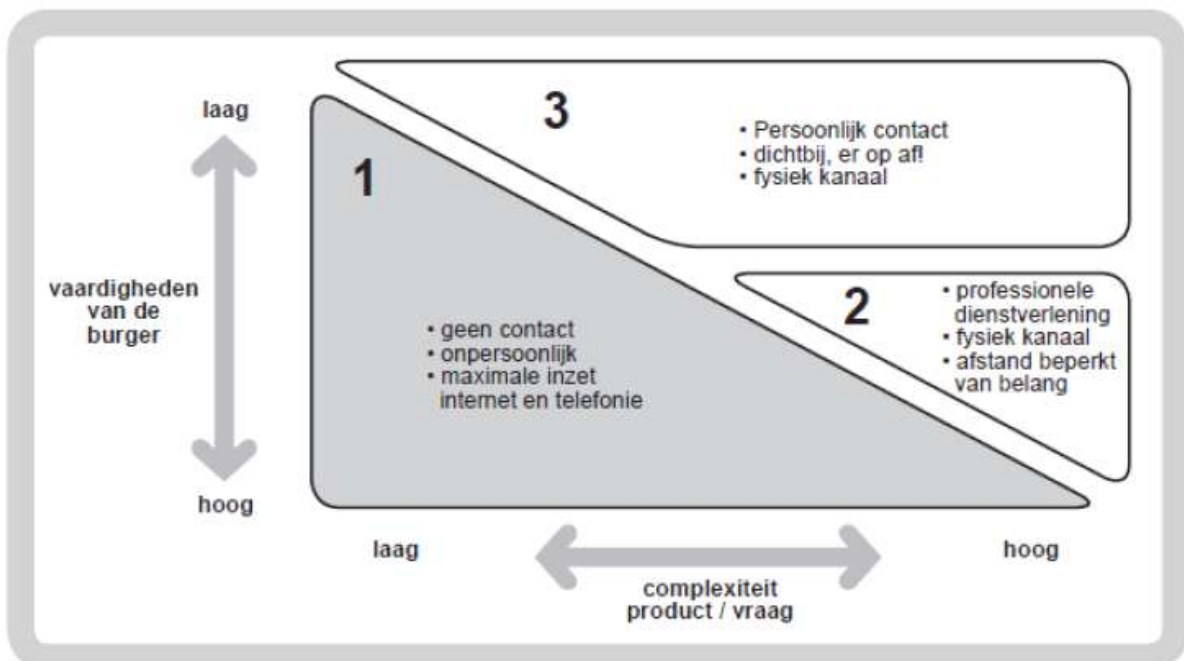 laag
vaardigheden
van de
burger
hoog
3
• Persoonlijk contact
• dichtbij, er op af!
• fysiek kanaal
1
• geen contact
• onpersoonlijk
• maximale inzet
internet en telefonie
2
• professionele
dienstverlening
• fysiek kanaal
• afstand beperkt
van belang
laag
hoog
complexiteit
product / vraag